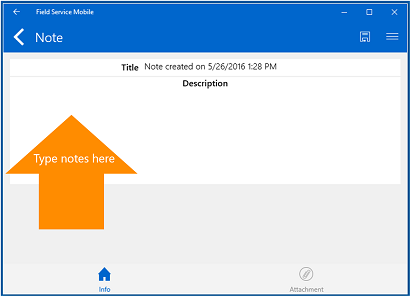 Field Service Mobile
Note
Title Note created on 5/26/2016 1:28 PM
Description
Type notes here
Info Attachment